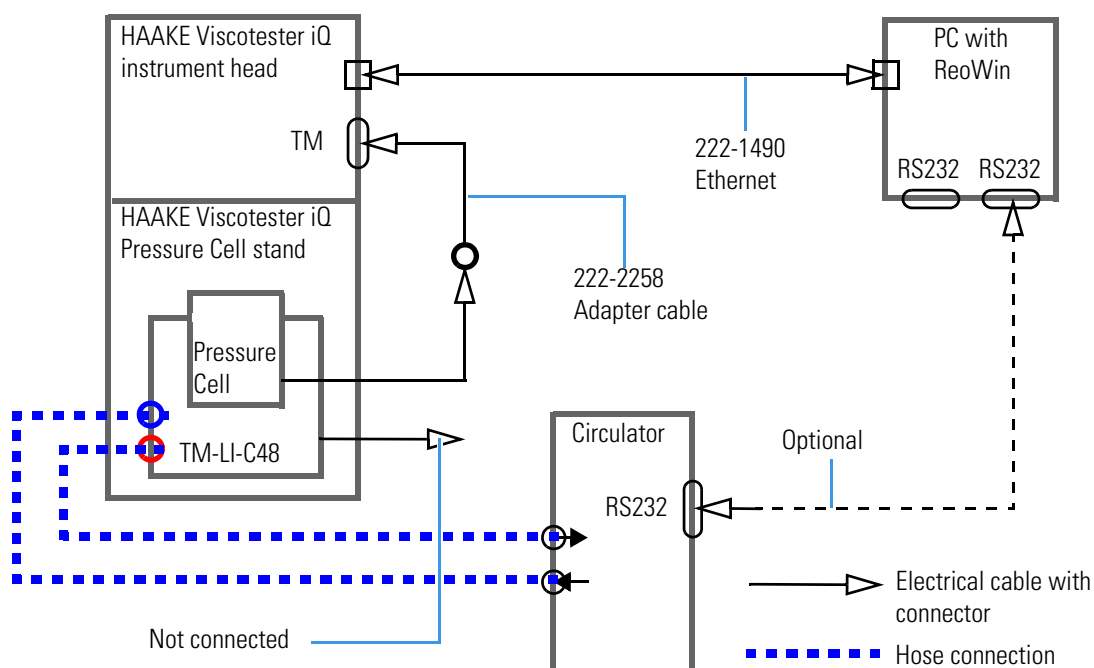 HAAKE Viscotester iQ
instrument head
TM
HAAKE Viscotester iQ
Pressure Cell stand
Pressure
Cell
TM-LI-C48
222-1490
Ethernet
222-2258
Adapter cable
PC with
ReoWin
RS232 RS232
Circulator
RS232
Optional
Not connected
Electrical cable with
connector
Hose connection